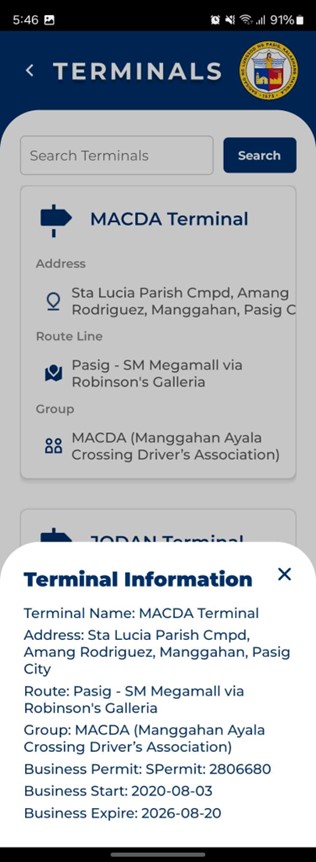 5:46
91%
TERMINALS
Search Terminals
Search
MACDA Terminal
Address
Sta Lucia Parish Cmpd, Amang
Rodriguez, Manggahan, Pasig C
Route Line
Pasig - SM Megamall via
Robinson's Galleria
Group
MACDA (Manggahan Ayala
Crossing Driver's Association)
JODAN Terminal
Terminal Information
Terminal Name: MACDA Terminal
Address: Sta Lucia Parish Cmpd,
Amang Rodriguez, Manggahan, Pasig
City
Route: Pasig - SM Megamall via
Robinson's Galleria
Group: MACDA (Manggahan Ayala
Crossing Driver's Association)
Business Permit: SPermit: 2806680
Business Start: 2020-08-03
Business Expire: 2026-08-20